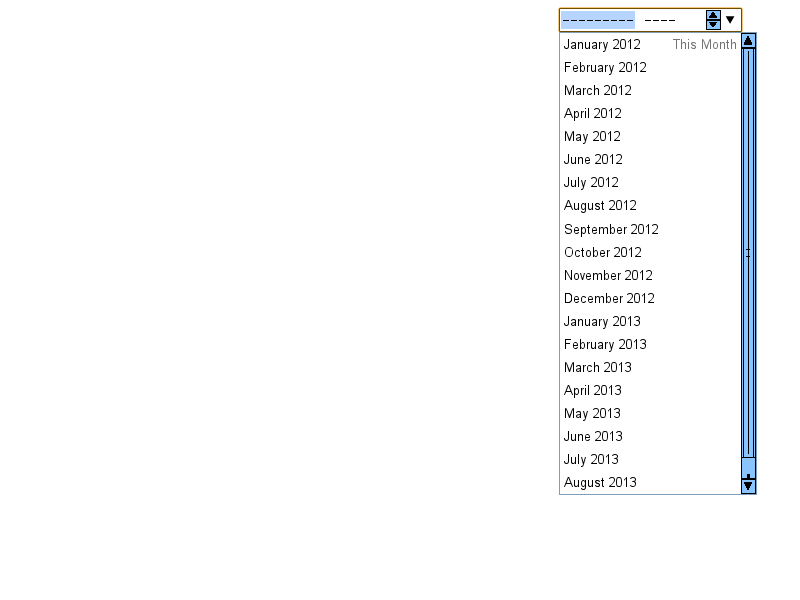 --------- ----
January 2012 This Month
February 2012
March 2012
April 2012
May 2012
June 2012
July 2012
August 2012
September 2012
October 2012
November 2012
December 2012
January 2013
February 2013
March 2013
April 2013
May 2013
June 2013
July 2013
August 2013